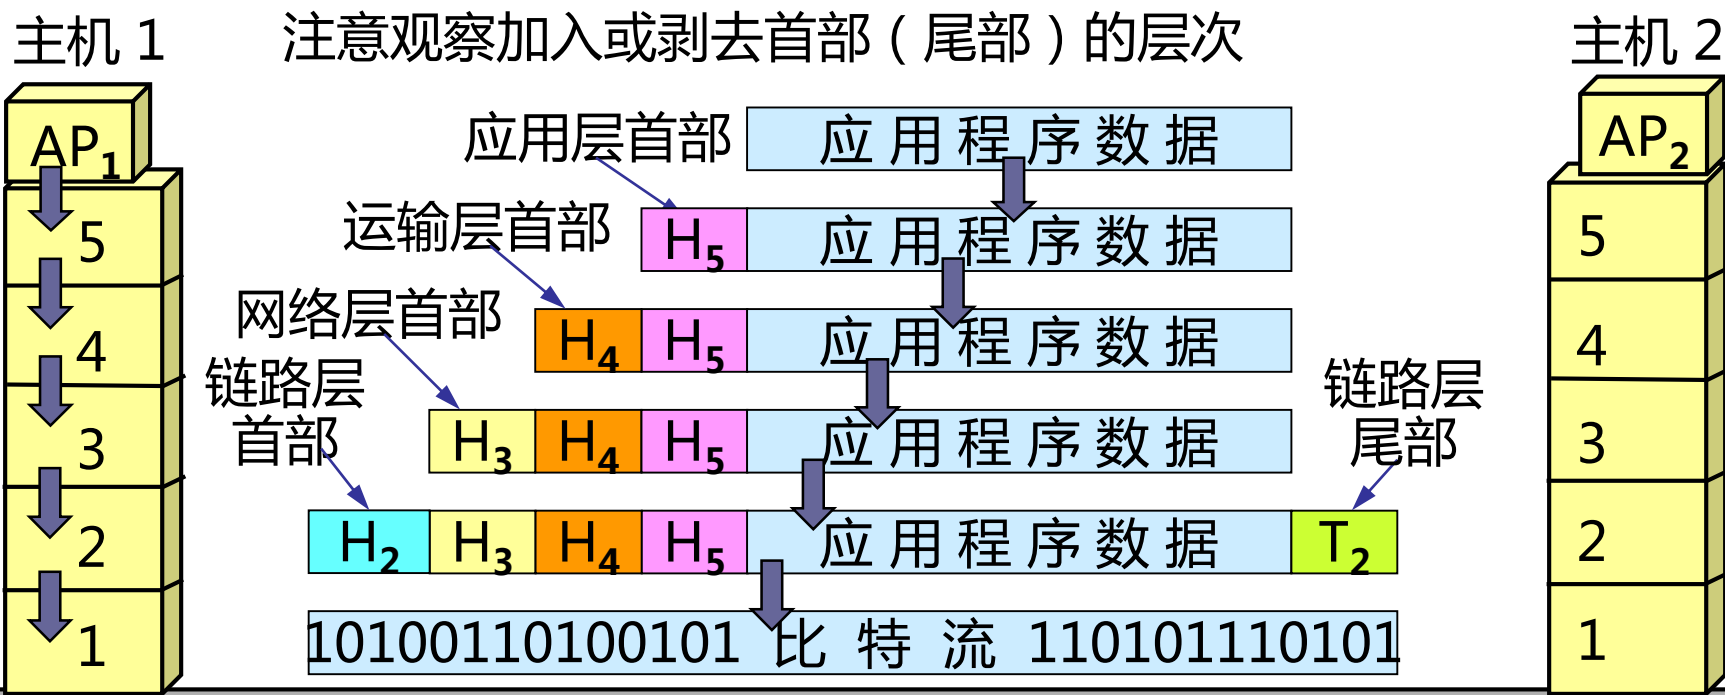 主机 1
注意观察加入或剥去首部（尾部）的层次
主机 2
AP1
AP2
应用层首部
应 用 程 序 数 据
5
运输层首部
H5 应 用 程 序 数 据
5
4
网络层首部
H4 H5 应 用 程 序 数 据
4
3
链路层
首部
H3 H4 H5 应 用 程 序 数 据
链路层
尾部
3
2
H2 H3 H4 H5 应 用 程 序 数 据 T2
2
1
10100110100101 比 特 流 110101110101
1